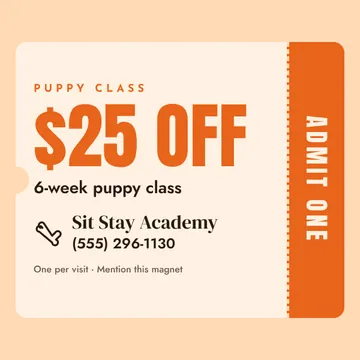 PUPPY CLASS
$25 OFF
6-week puppy class
Sit Stay Academy
(555) 296-1130
One per visit · Mention this magnet
ADMIT ONE